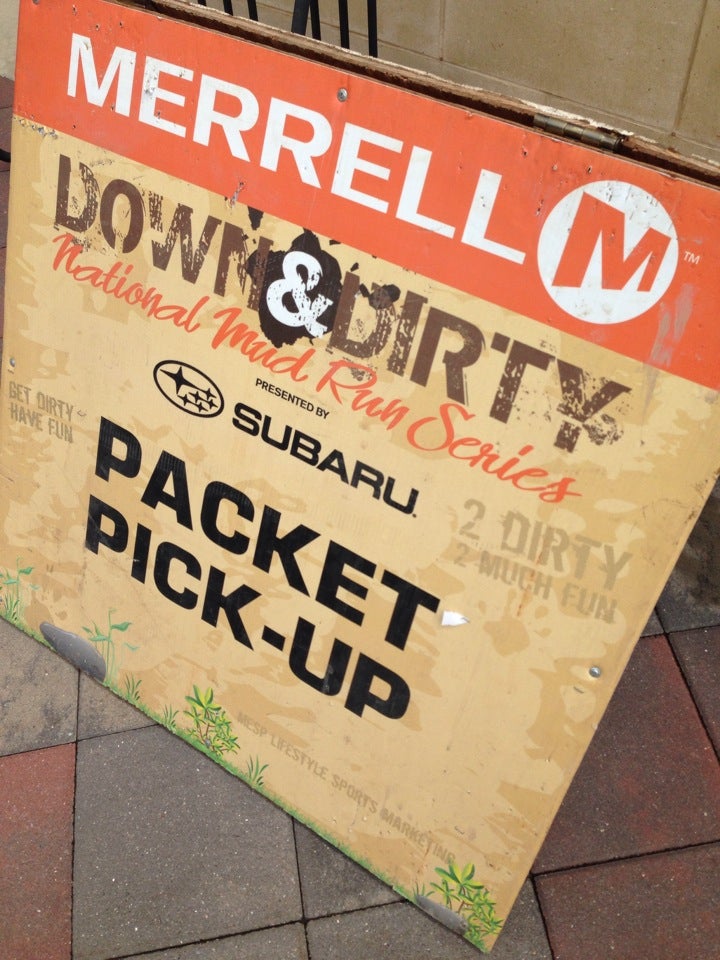 MERRELL M TM
DOWN & DIRTY
National Mud Run Series
PRESENTED BY
SUBARU
GET DIRTY
HAVE FUN
PACKET
PICK-UP
2 DIRTY
2 MUCH FUN
MESP LIFESTYLE SPORTS MARKETING